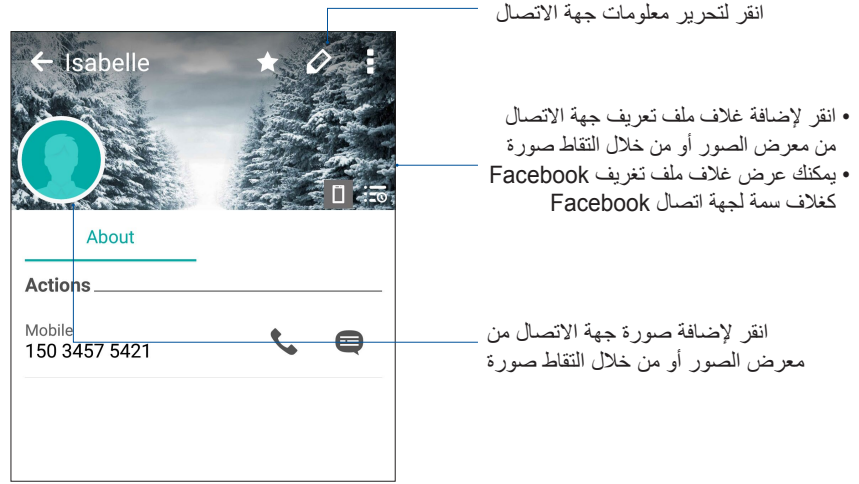 انقر لتحرير معلومات جهة الاتصال
Isabelle
• انقر لإضافة غلاف ملف تعريف جهة الاتصال
من معرض الصور أو من خلال التقاط صورة
• يمكنك عرض غلاف ملف تغريف Facebook
كغلاف سمة لجهة اتصال Facebook
About
Actions
Mobile
150 3457 5421
انقر لإضافة صورة جهة الاتصال من
معرض الصور أو من خلال التقاط صورة